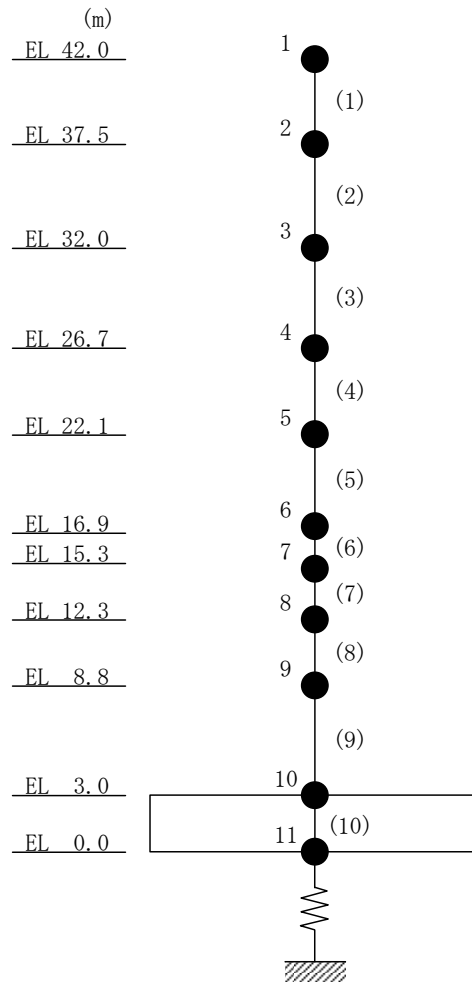 (m)
EL 42.0
1
(1)
EL 37.5
2
(2)
EL 32.0
3
(3)
EL 26.7
4
(4)
EL 22.1
5
(5)
EL 16.9
6
(6)
EL 15.3
7
(7)
EL 12.3
8
(8)
EL 8.8
9
(9)
EL 3.0
10
(10)
EL 0.0
11